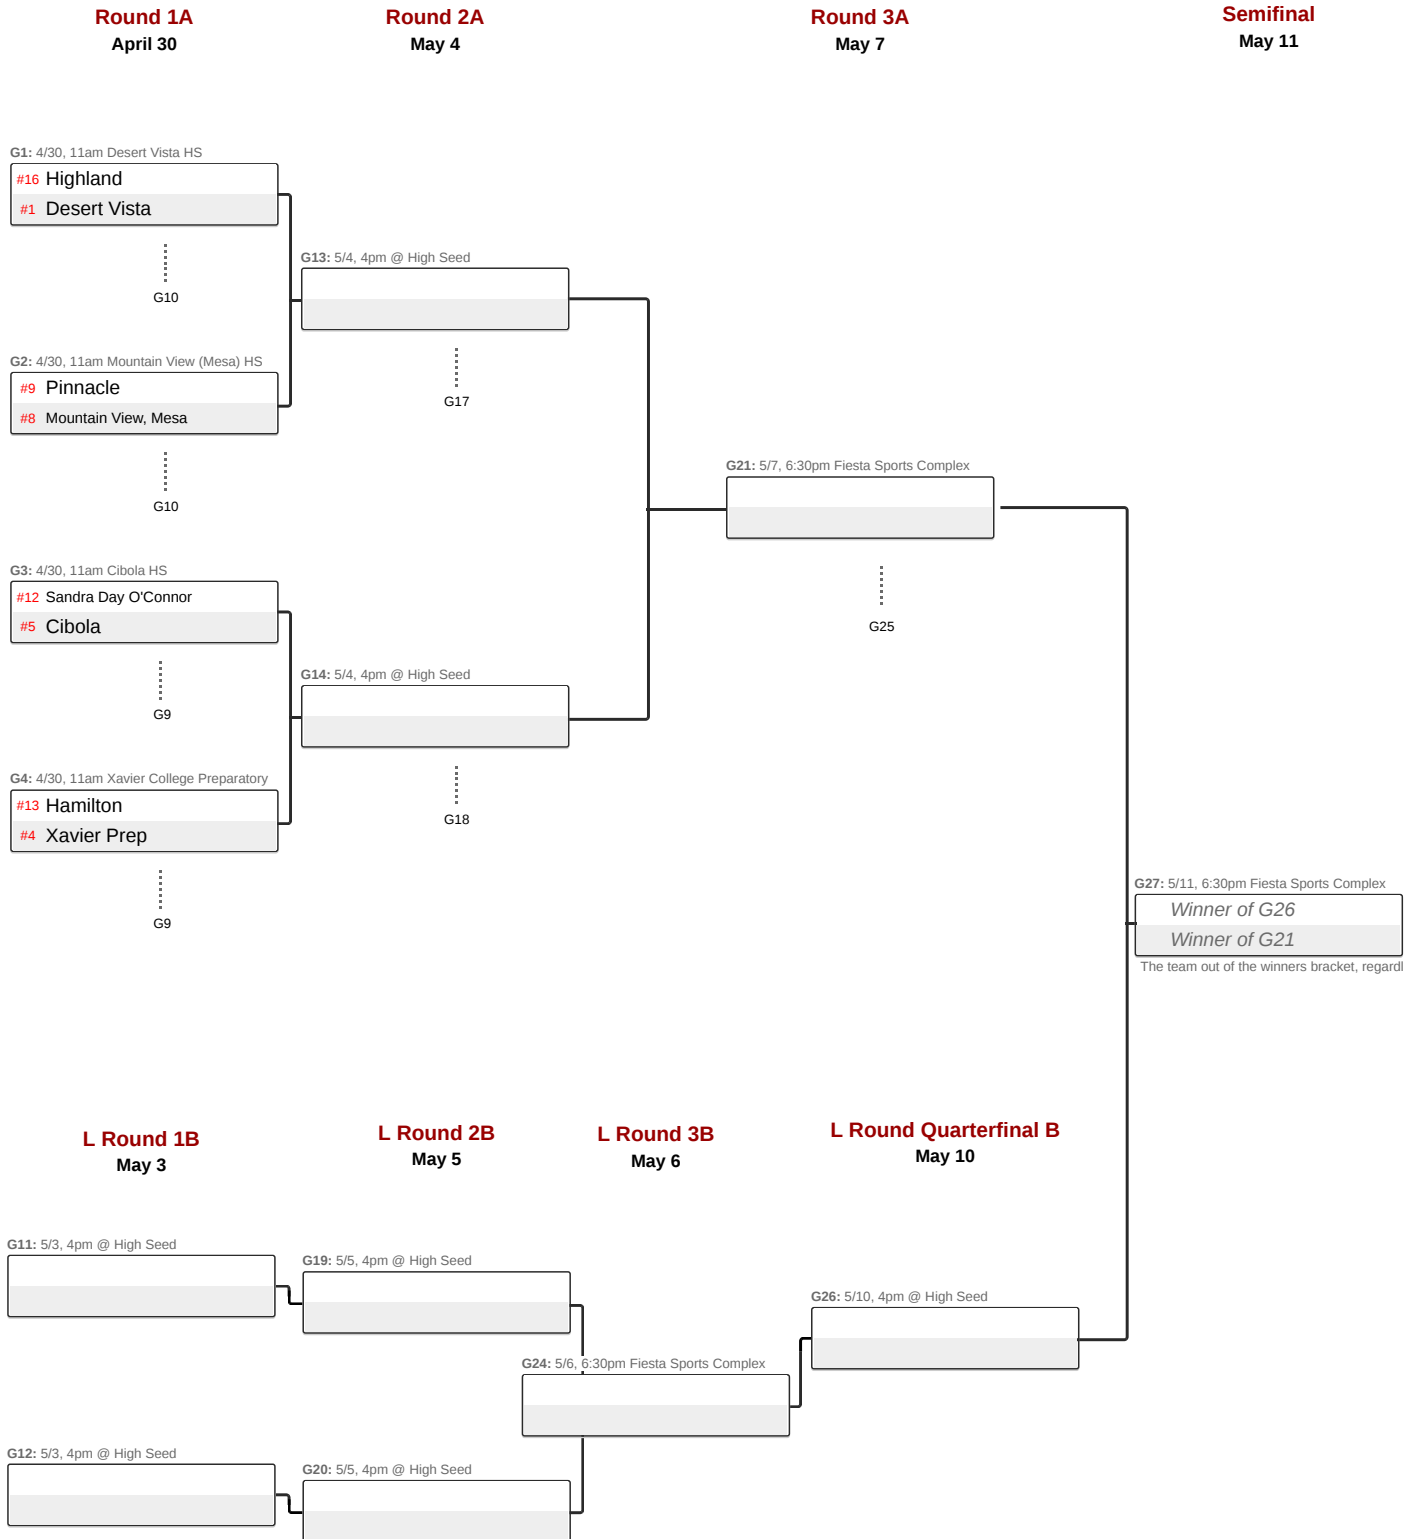 Round 1A
April 30
Round 2A
May 4
Round 3A
May 7
Semifinal
May 11
G1: 4/30, 11am Desert Vista HS
#16 Highland
#1 Desert Vista
G10
G13: 5/4, 4pm @ High Seed
G2: 4/30, 11am Mountain View (Mesa) HS
#9 Pinnacle
#8 Mountain View, Mesa
G17
G10
G21: 5/7, 6:30pm Fiesta Sports Complex
G3: 4/30, 11am Cibola HS
#12 Sandra Day O'Connor
#5 Cibola
G25
G9
G14: 5/4, 4pm @ High Seed
G4: 4/30, 11am Xavier College Preparatory
#13 Hamilton
#4 Xavier Prep
G18
G9
G27: 5/11, 6:30pm Fiesta Sports Complex
Winner of G26
Winner of G21
The team out of the winners bracket,
L Round 1B
May 3
L Round 2B
May 5
L Round 3B
May 6
L Round Quarterfinal B
May 10
G11: 5/3, 4pm @ High Seed
G19: 5/5, 4pm @ High Seed
G26: 5/10, 4pm @ High Seed
G24: 5/6, 6:30pm Fiesta Sports Complex
G12: 5/3, 4pm @ High Seed
G20: 5/5, 4pm @ High Seed